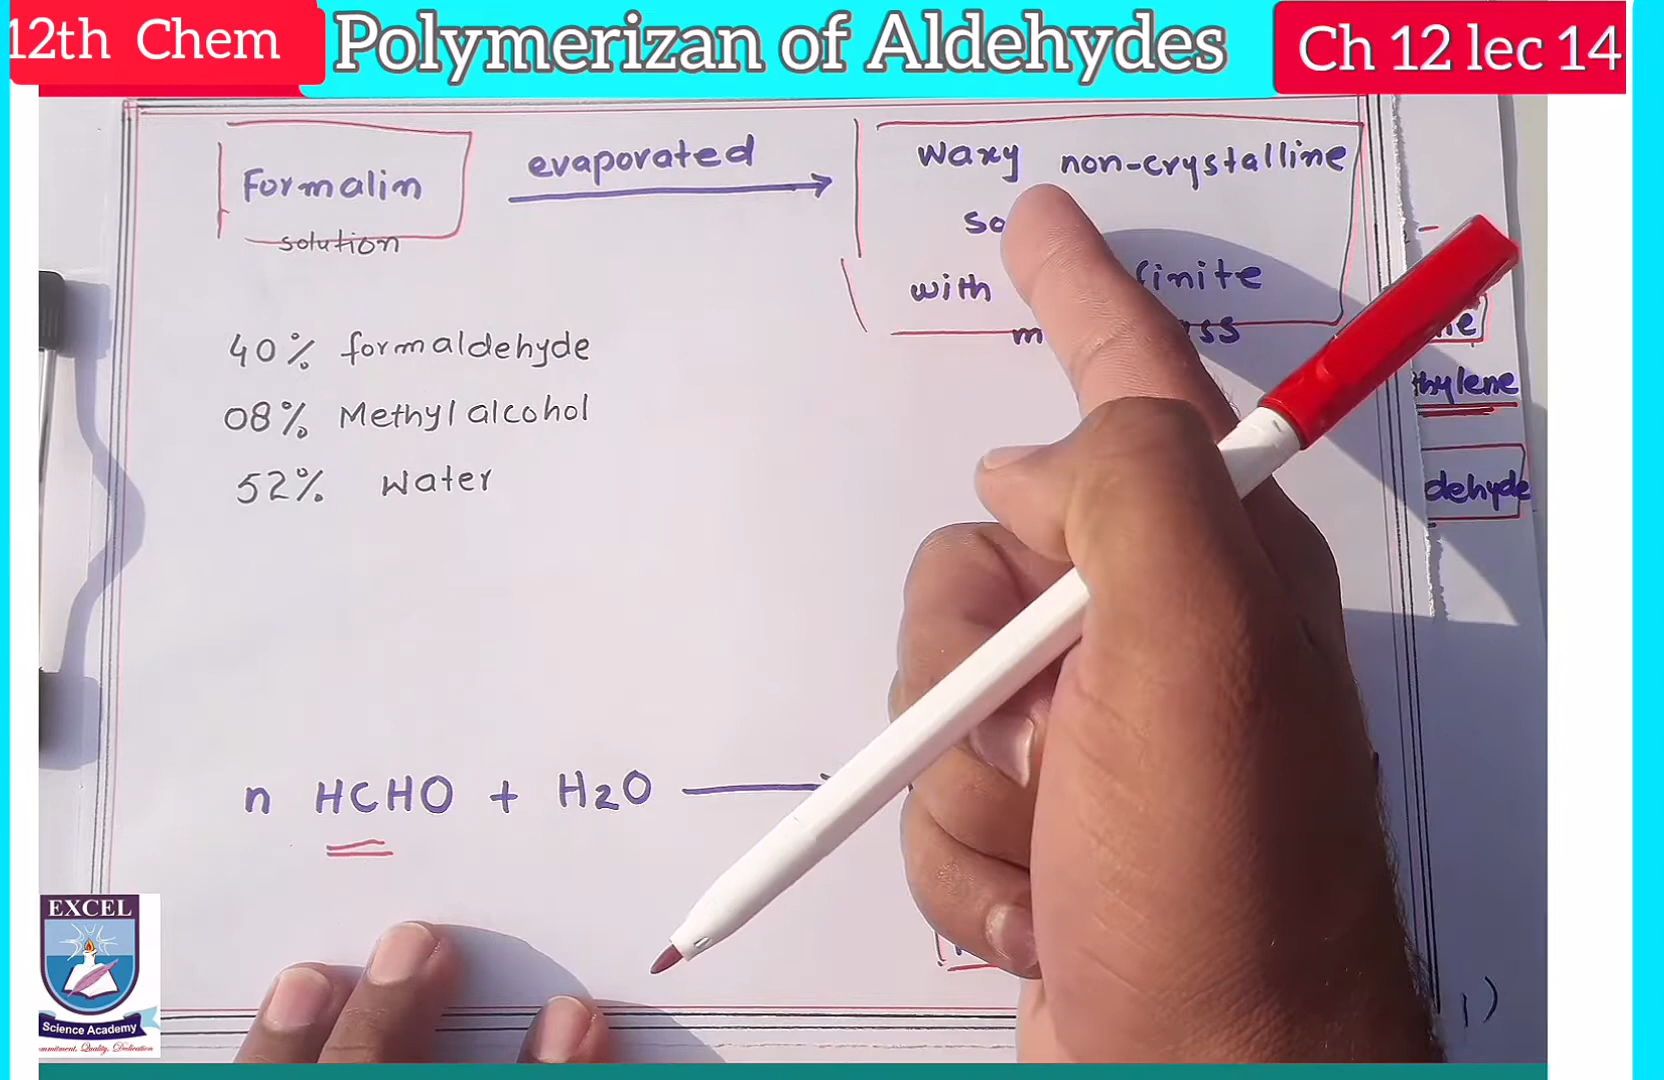 12th Chem
Polymerizan of Aldehydes
Ch 12 lec 14
Formalin
solution
evaporated
waxy non-crystalline
with
40% formaldehyde
08% Methyl alcohol
52% Water
n HCHO + H2O
EXCEL
Science Academy